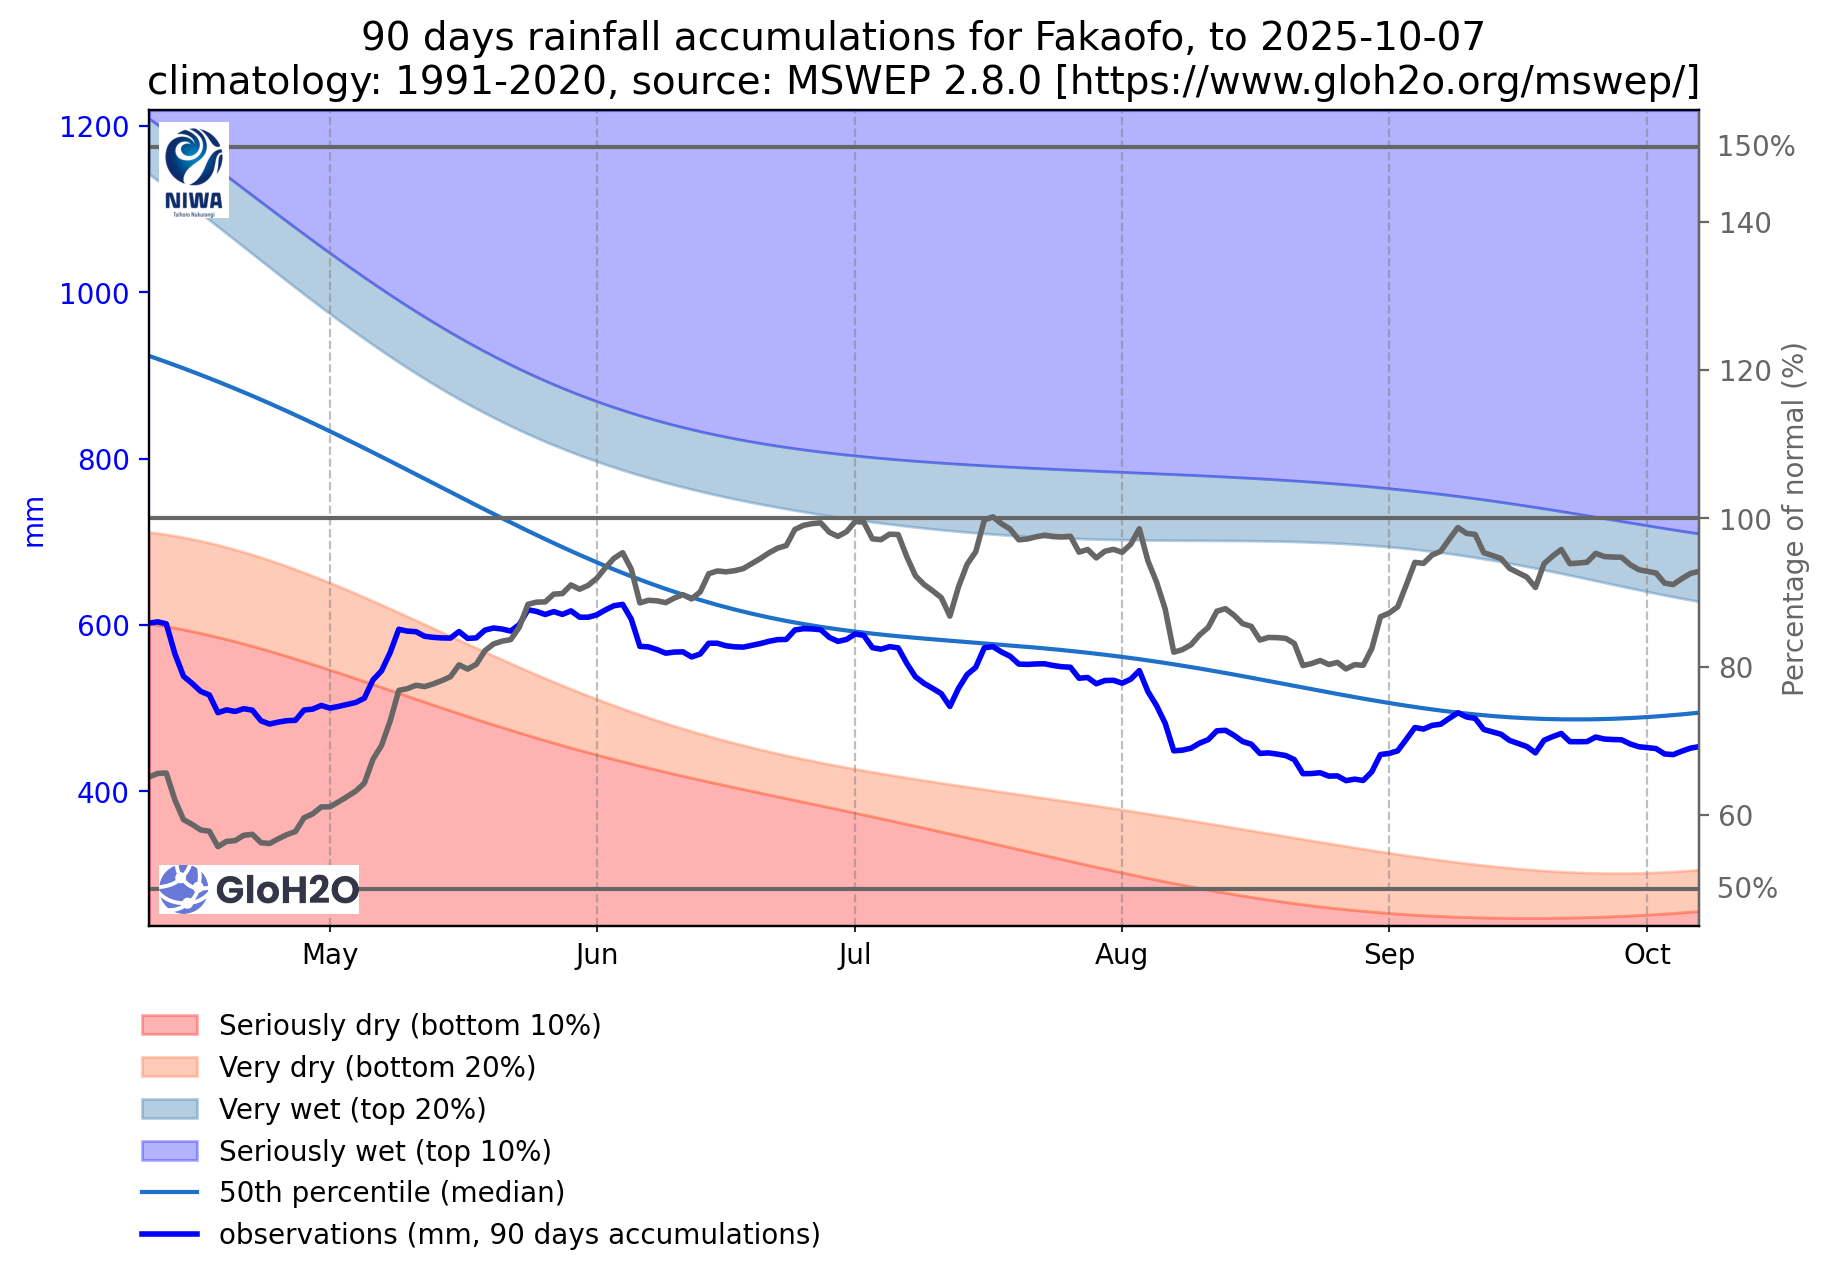 90 days rainfall accumulations for Fakaofo, to 2025-10-07
climatology: 1991-2020, source: MSWEP 2.8.0 [https://www.gloh2o.org/mswep/]
1200
1000
800
600
400
mm
NIWA
Taihoro Nukurangi
GloH2O
150%
140
120
100
80
60
50%
Percentage of normal (%)
May
Jun
Jul
Aug
Sep
Oct
Seriously dry (bottom 10%)
Very dry (bottom 20%)
Very wet (top 20%)
Seriously wet (top 10%)
50th percentile (median)
observations (mm, 90 days accumulations)